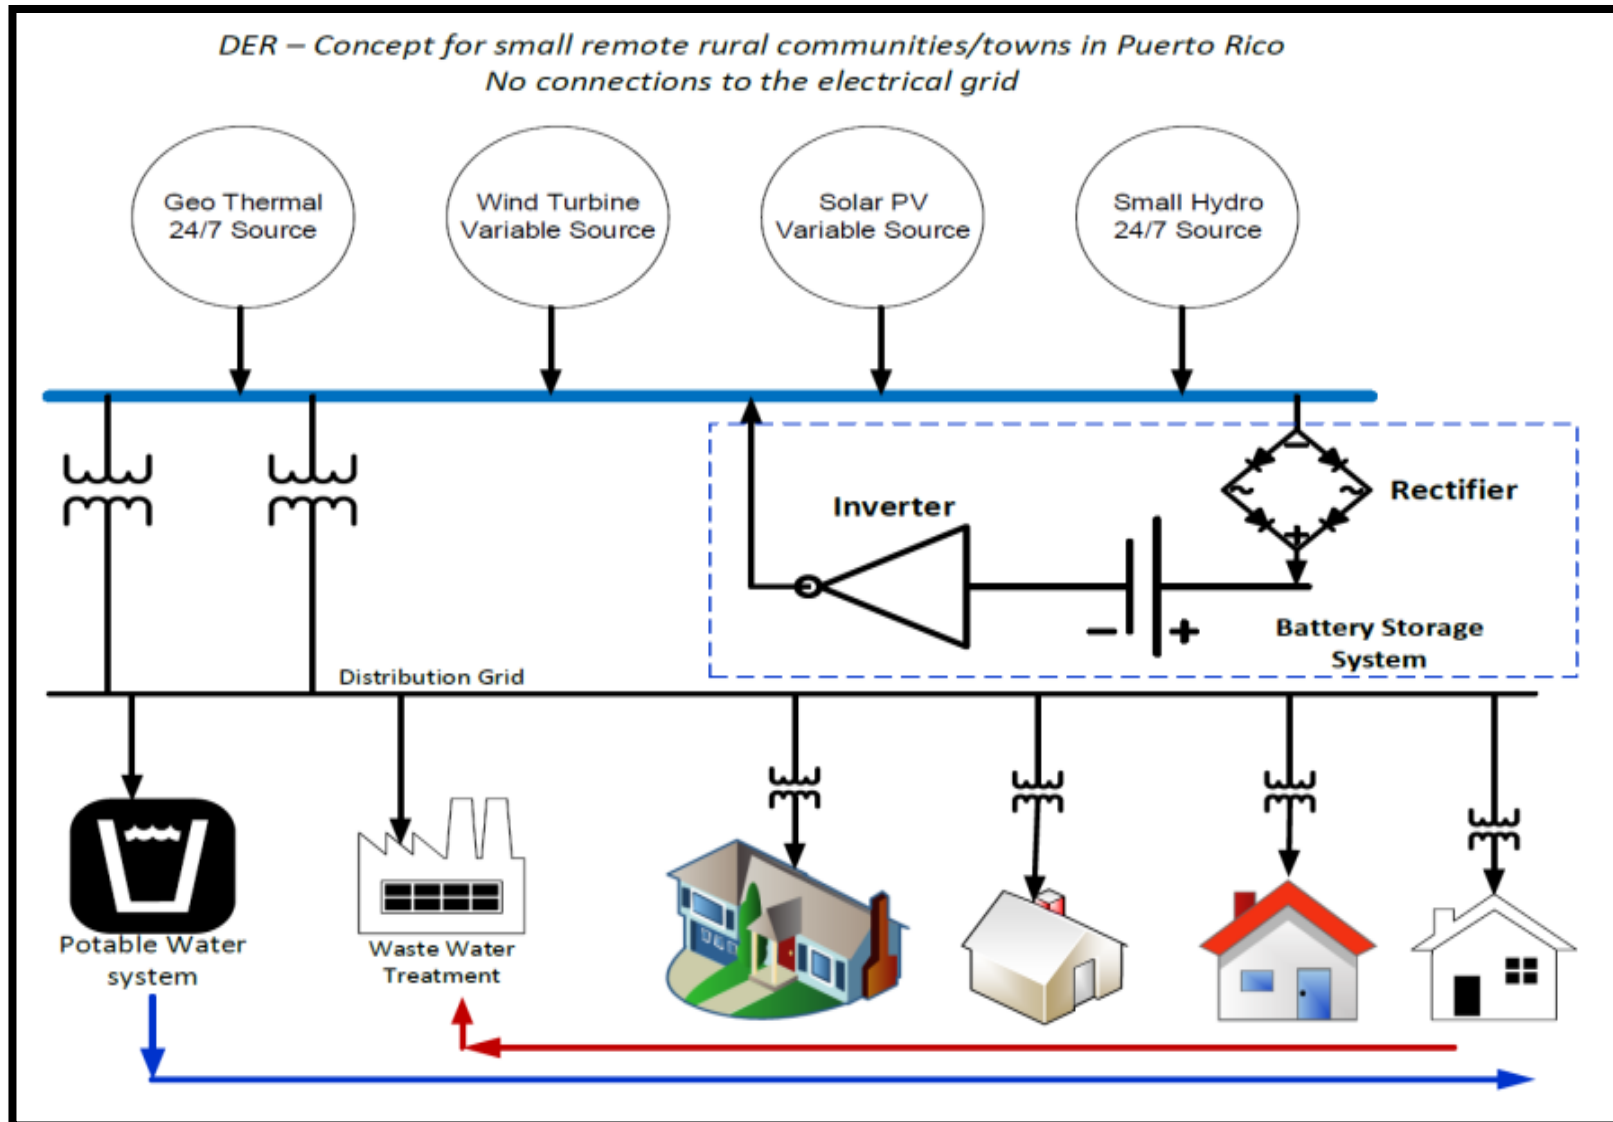 DER – Concept for small remote rural communities/towns in Puerto Rico
No connections to the electrical grid
Geo Thermal
24/7 Source
Wind Turbine
Variable Source
Solar PV
Variable Source
Small Hydro
24/7 Source
Rectifier
Inverter
Battery Storage
System
Distribution Grid
Potable Water
system
Waste Water
Treatment